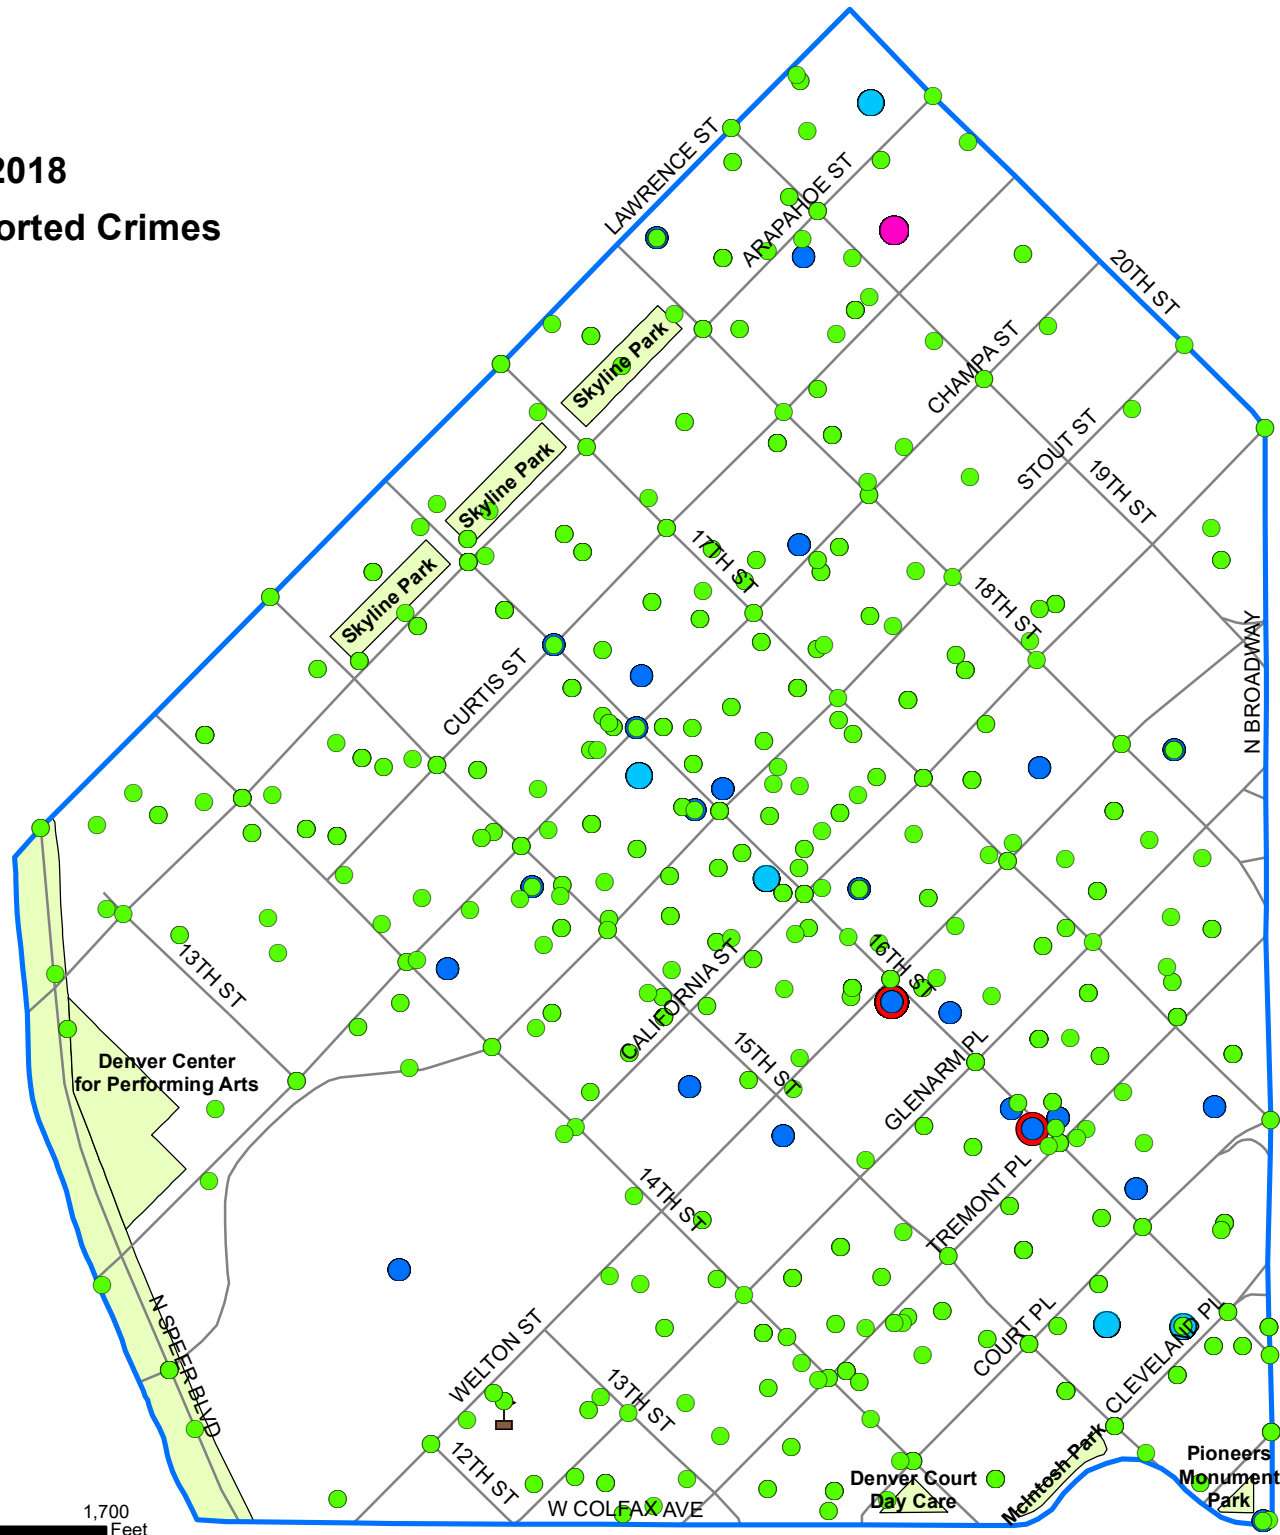 2018
orted Crimes
LAWRENCE ST
ARAPAHOE ST
20TH ST
Skyline Park
CHAMPA ST
STOUT ST
19TH ST
Skyline Park
17TH ST
Skyline Park
18TH ST
CURTIS ST
N BROADWAY
13TH ST
16TH ST
CALIFORNIA ST
15TH ST
Denver Center
for Performing Arts
GLENARM PL
14TH ST
TREMONT PL
N SPEER BLVD
WELTON ST
COURT PL
CLEVELAND PL
13TH ST
12TH ST
McIntosh Park
Pioneers
Monument
Park
Denver Court
Day Care
W COLFAX AVE
1,700
Feet